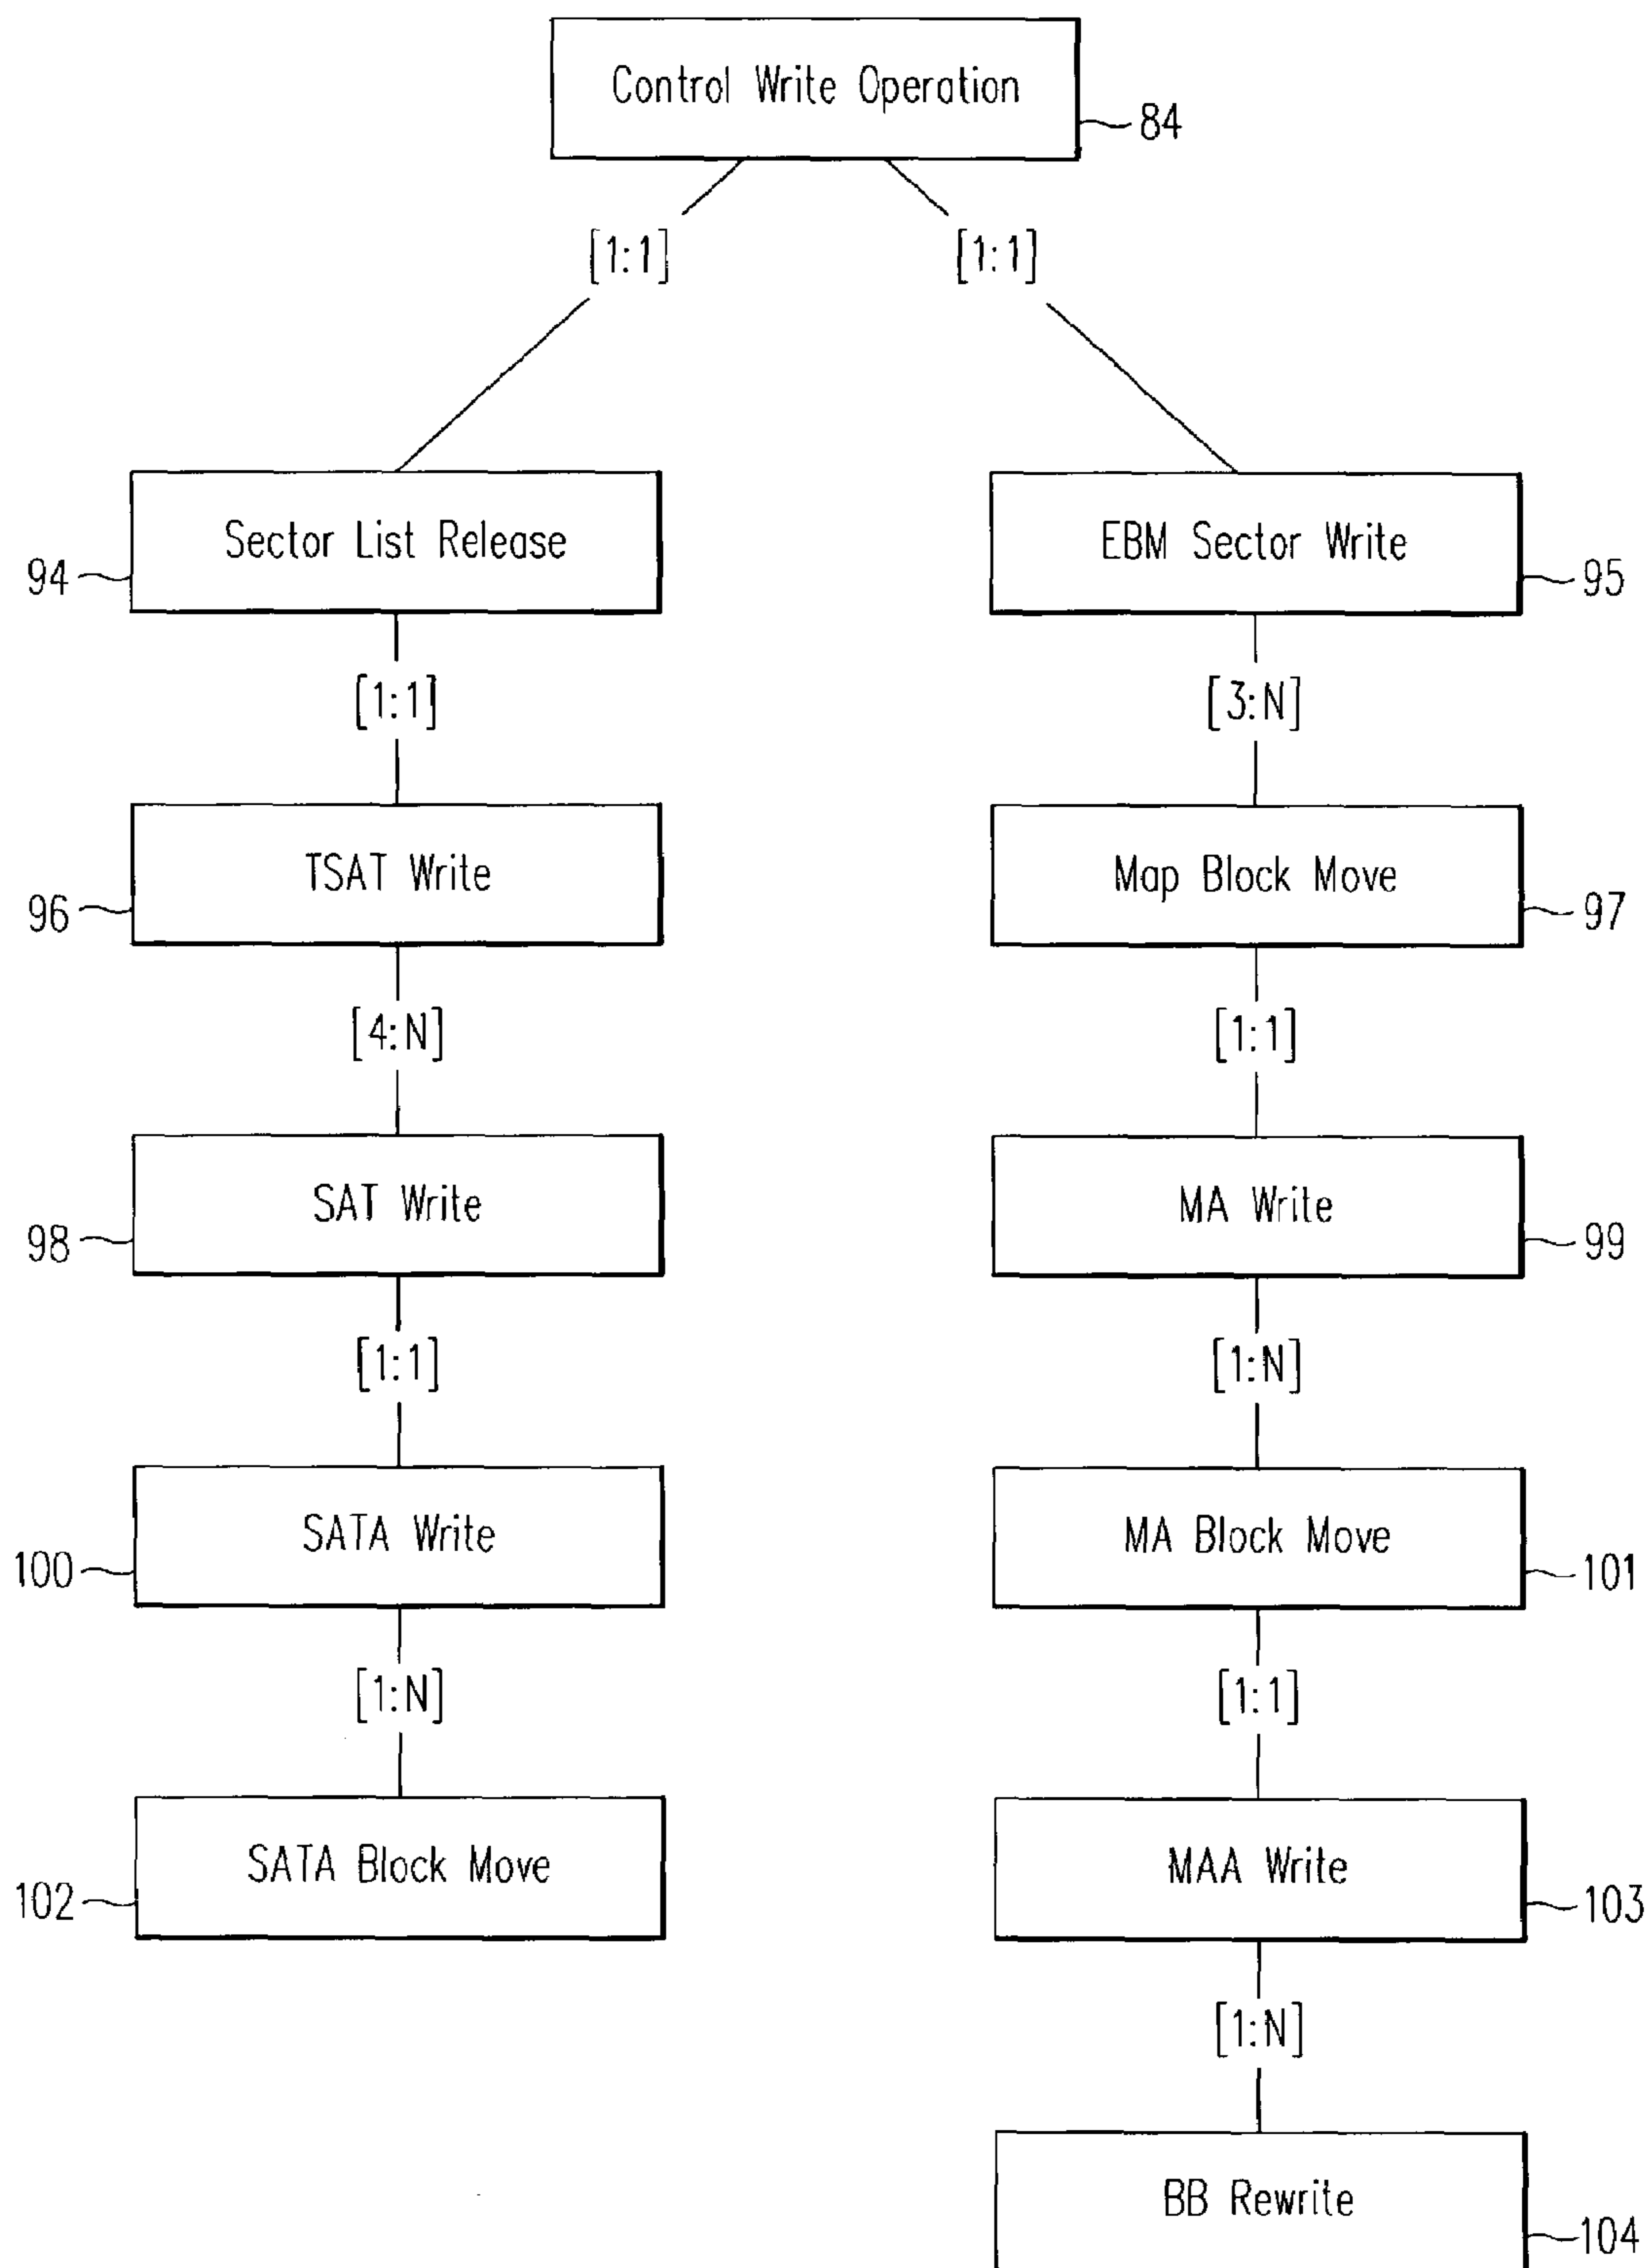 Control Write Operation
84
[1:1]
[1:1]
Sector List Release
94
EBM Sector Write
95
[1:1]
[3:N]
TSAT Write
96
Map Block Move
97
[4:N]
[1:1]
SAT Write
98
MA Write
99
[1:1]
[1:N]
SATA Write
100
MA Block Move
101
[1:N]
[1:1]
SATA Block Move
102
MAA Write
103
[1:N]
BB Rewrite
104